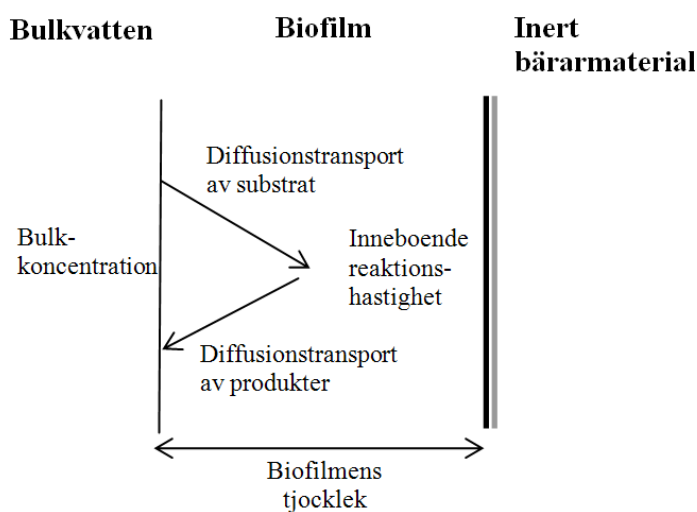 Bulkvatten
Biofilm
Inert
bärarmaterial
Diffusionstransport
av substrat
Bulk-
koncentration
Inneboende
reaktions-
hastighet
Diffusionstransport
av produkter
Biofilmens
tjocklek